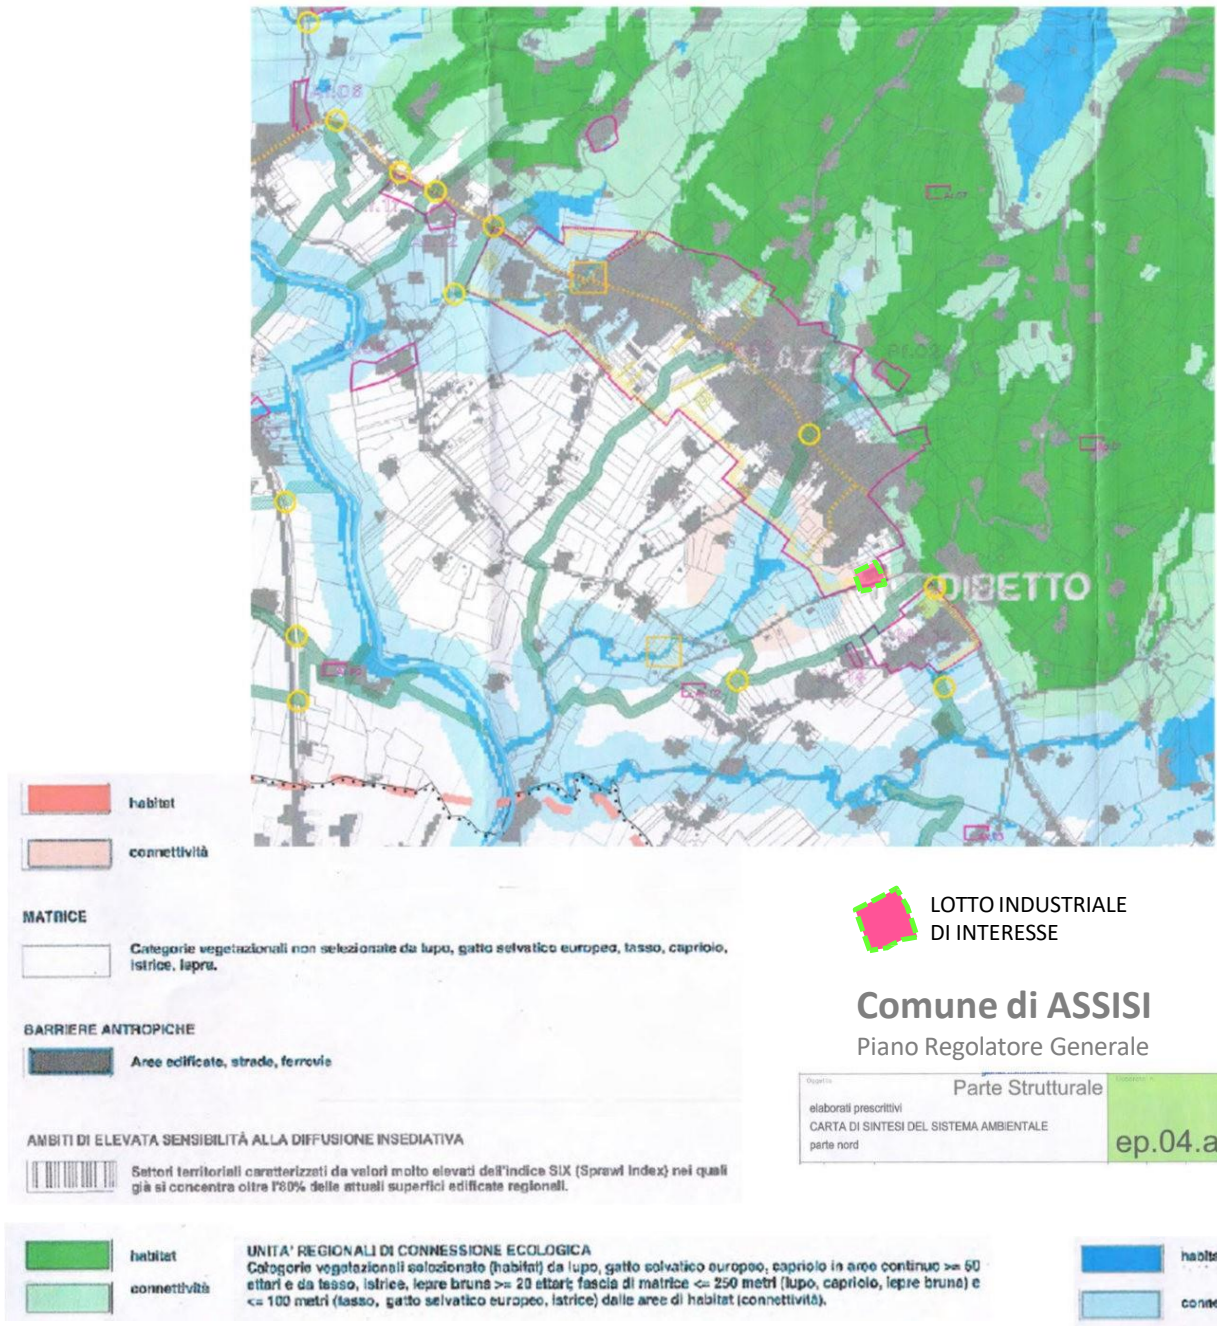 DIBETTO
habitat
connettività
MATRICE
Categorie vegetazionali non selezionate da lupo, gatto selvatico europeo, tasso, capriolo,
istrice, lepre.
BARRIERE ANTROPICHE
Aree edificate, strade, ferrovie
AMBITI DI ELEVATA SENSIBILITÀ ALLA DIFFUSIONE INSEDIATIVA
Settori territoriali caratterizzati da valori molto elevati dell'indice SIX (Sprawl Index) nei quali
già si concentra oltre l'80% delle attuali superfici edificate regionali.
LOTTO INDUSTRIALE
DI INTERESSE
Comune di ASSISI
Piano Regolatore Generale
Oggetto
Parte Strutturale
elaborati prescrittivi
CARTA DI SINTESI DEL SISTEMA AMBIENTALE
parte nord
ep.04.a
habitat
connettività
UNITA' REGIONALI DI CONNESSIONE ECOLOGICA
Categorie vegetazionali selezionate (habitat) da lupo, gatto selvatico europeo, capriolo in aree continue >= 50
ettari e da tasso, istrice, lepre bruna >= 20 ettari; fascia di matrice <= 250 metri (lupo, capriolo, lepre bruna) e
<= 100 metri (tasso, gatto selvatico europeo, istrice) dalle aree di habitat (connettività).
habita
conne